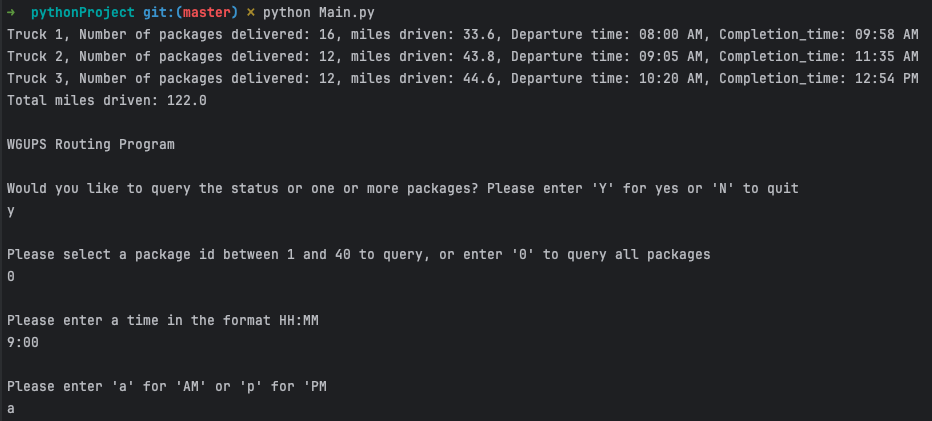 → pythonProject git:(master) × python Main.py
Truck 1, Number of packages delivered: 16, miles driven: 33.6, Departure time: 08:00 AM, Completion_time: 09:58 AM
Truck 2, Number of packages delivered: 12, miles driven: 43.8, Departure time: 09:05 AM, Completion_time: 11:35 AM
Truck 3, Number of packages delivered: 12, miles driven: 44.6, Departure time: 10:20 AM, Completion_time: 12:54 PM
Total miles driven: 122.0
WGUPS Routing Program
Would you like to query the status or one or more packages? Please enter 'Y' for yes or 'N' to quit
y
Please select a package id between 1 and 40 to query, or enter '0' to query all packages
0
Please enter a time in the format HH:MM
9:00
Please enter 'a' for 'AM' or 'p' for 'PM
a